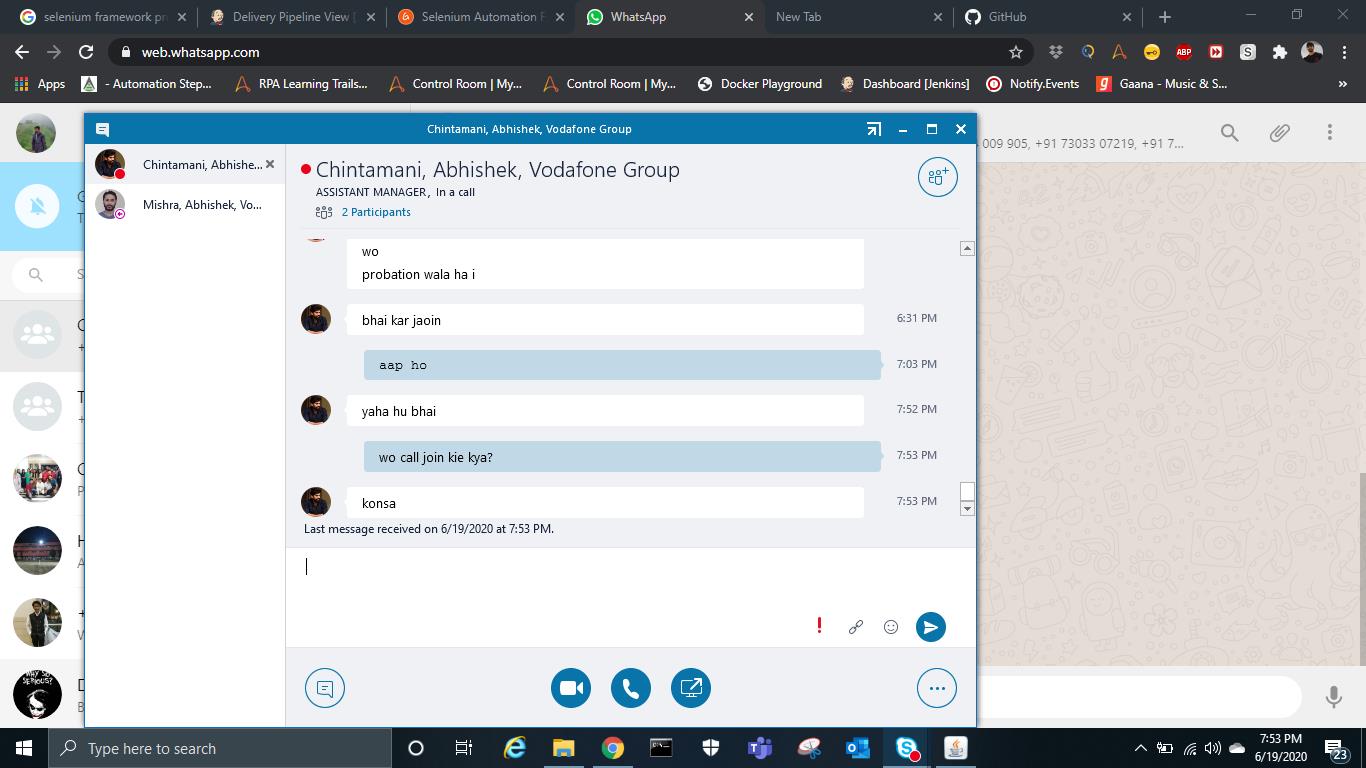 selenium framework pr
Delivery Pipeline View [
Selenium Automation F
WhatsApp
New Tab
GitHub
web.whatsapp.com
ABP
S
Apps
- Automation Step...
RPA Learning Trails...
Control Room | My...
Control Room | My...
Docker Playground
Dashboard [Jenkins]
Notify.Events
Gaana - Music & S...
»
009 905, +91 73033 07219, +91 7...
Chintamani, Abhishek, Vodafone Group
Chintamani, Abhishe...
Mishra, Abhishek, Vo...
Chintamani, Abhishek, Vodafone Group
ASSISTANT MANAGER, In a call
2 Participants
wo
probation wala ha i
bhai kar jaoin
6:31 PM
aap ho
7:03 PM
yaha hu bhai
7:52 PM
wo call join kie kya?
7:53 PM
konsa
7:53 PM
Last message received on 6/19/2020 at 7:53 PM.
WHY SO SERIOUS?
Type here to search
7:53 PM
6/19/2020
23